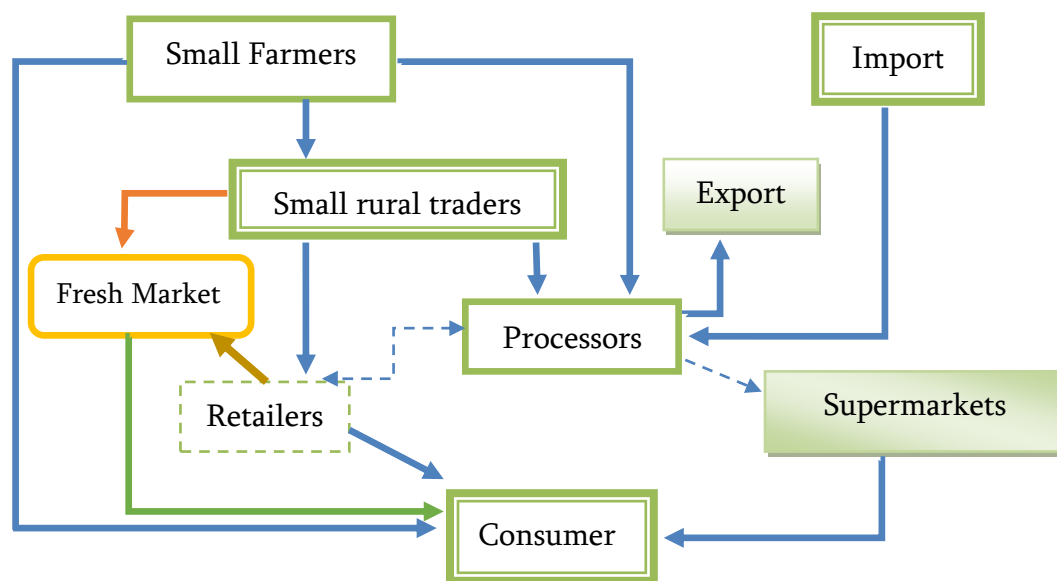 Small Farmers
Import
Small rural traders
Export
Fresh Market
Processors
Retailers
Supermarkets
Consumer